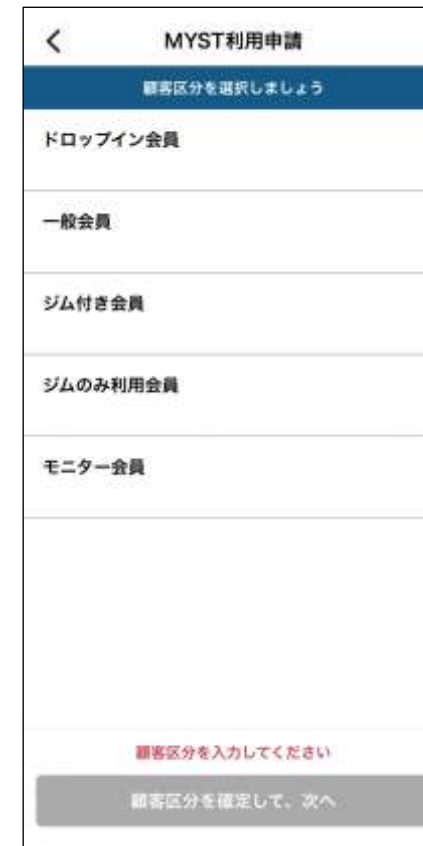 MYST利用申請
顧客区分を選択しましょう
ドロップイン会員
一般会員
ジム付き会員
ジムのみ利用会員
モニター会員
顧客区分を入力してください
顧客区分を確定して、次へ